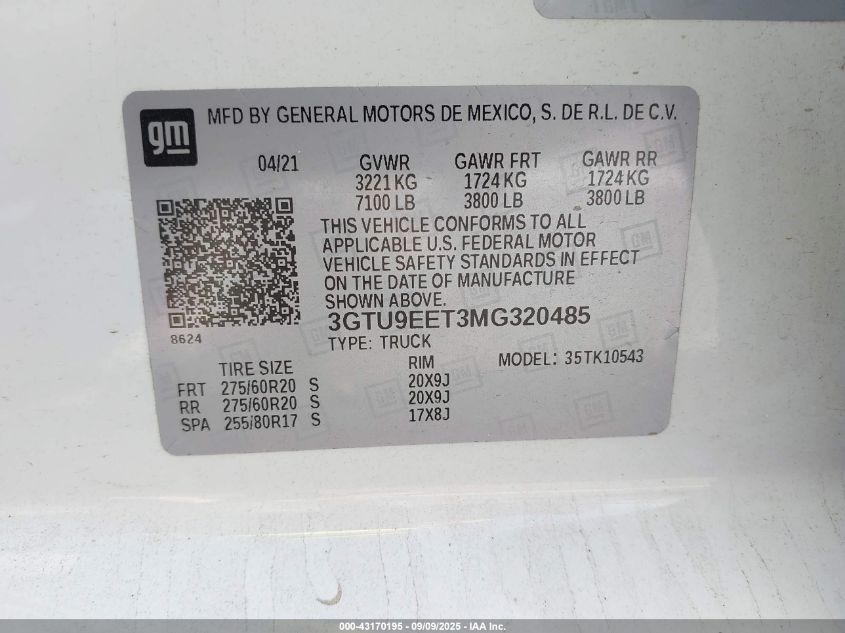 gm
MFD BY GENERAL MOTORS DE MEXICO, S. DE R.L. DE C.V.
04/21 GVWR GAWR FRT GAWR RR
3221 KG 1724 KG 1724 KG
7100 LB 3800 LB 3800 LB
THIS VEHICLE CONFORMS TO ALL
APPLICABLE U.S. FEDERAL MOTOR
VEHICLE SAFETY STANDARDS IN EFFECT
ON THE DATE OF MANUFACTURE
SHOWN ABOVE.
3GTU9EET3MG320485
8624
TYPE: TRUCK
TIRE SIZE RIM MODEL: 35TK10543
FRT 275/60R20 S 20X9J
RR 275/60R20 S 20X9J
SPA 255/80R17 S 17X8J
000-43170195 - 09/09/2025 - IAA Inc.